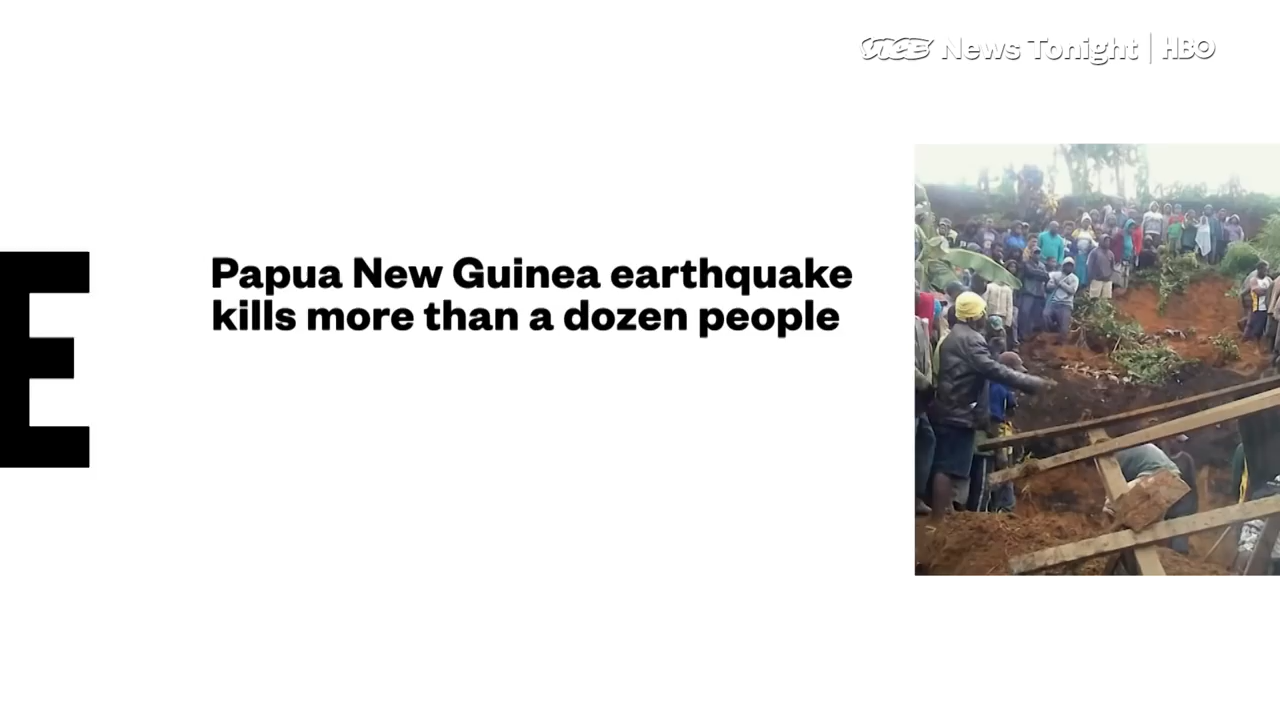 VICE News Tonight | HBO
E
Papua New Guinea earthquake
kills more than a dozen people